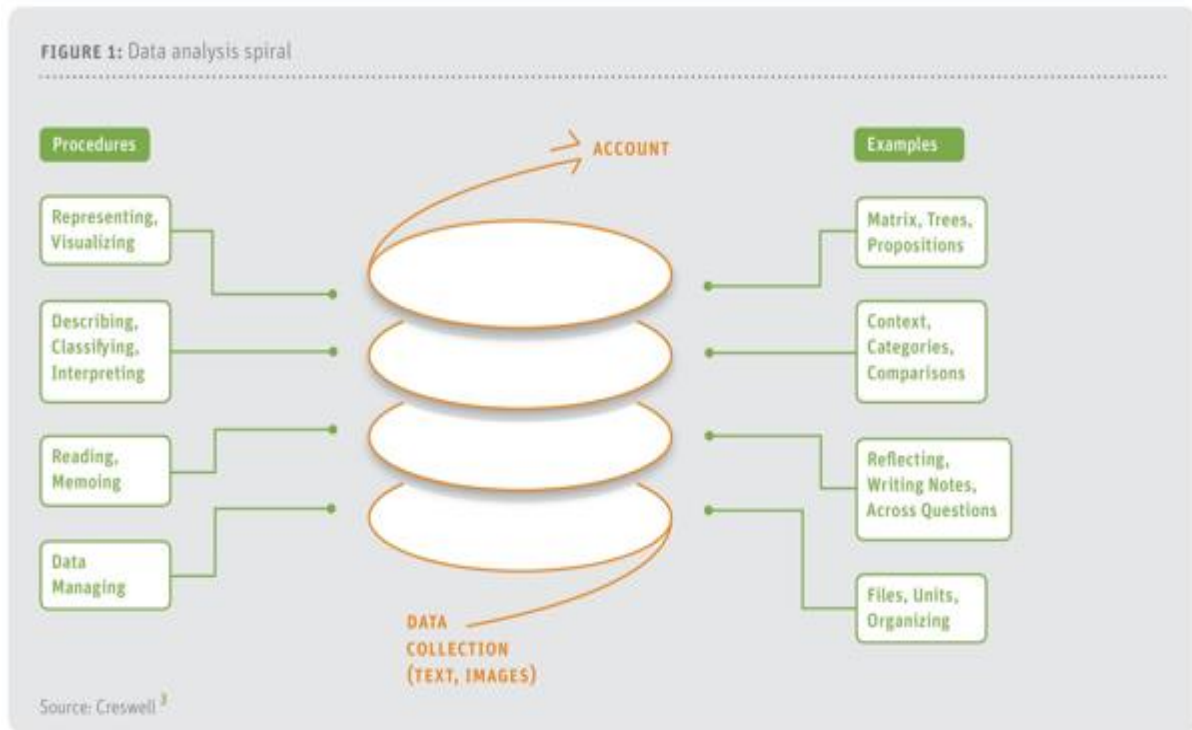 FIGURE 1: Data analysis spiral
Procedures
Representing,
Visualizing
Describing,
Classifying,
Interpreting
Reading,
Memoing
Data
Managing
ACCOUNT
DATA
COLLECTION
(TEXT, IMAGES)
Examples
Matrix, Trees,
Propositions
Context,
Categories,
Comparisons
Reflecting,
Writing Notes,
Across Questions
Files, Units,
Organizing
Source: Creswell 3